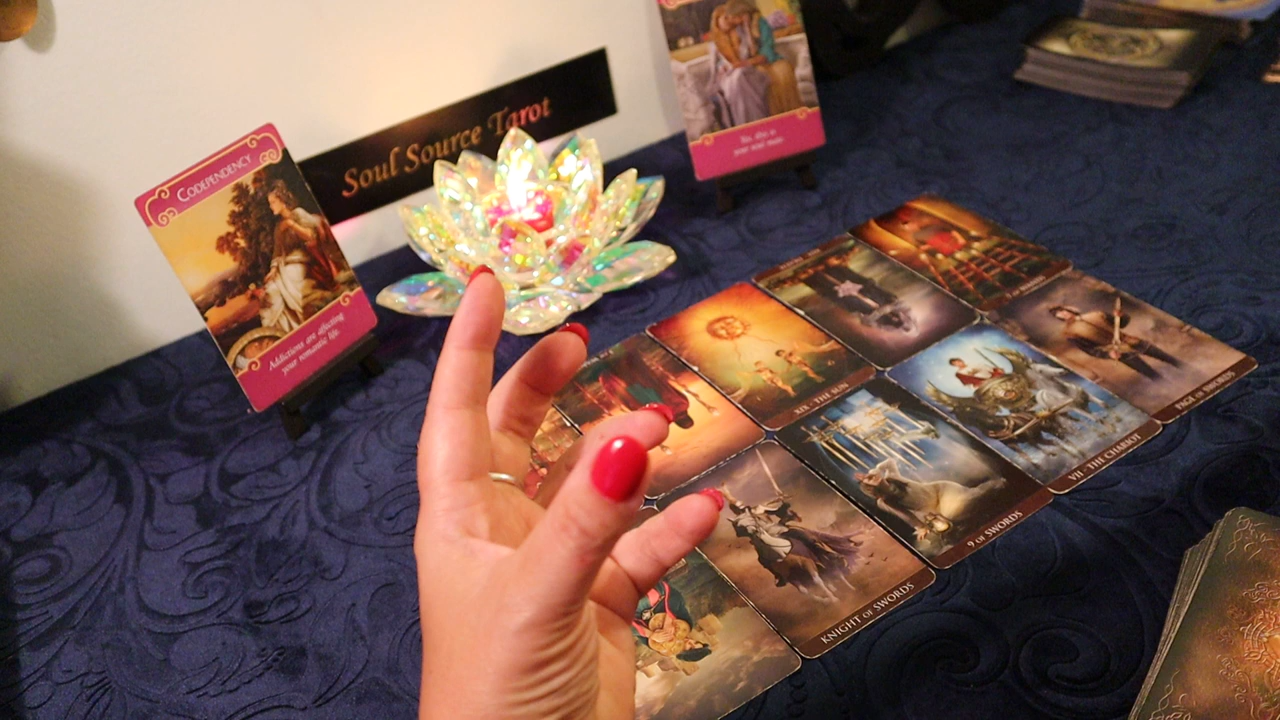 CODEPENDENCY
Addictions are affecting
your romantic life.
Soul Source Tarot
Yes, this is
your soul mate
XIX · THE SUN
PAGE OF SWORDS
VII · THE CHARIOT
9 OF SWORDS
KNIGHT OF SWORDS